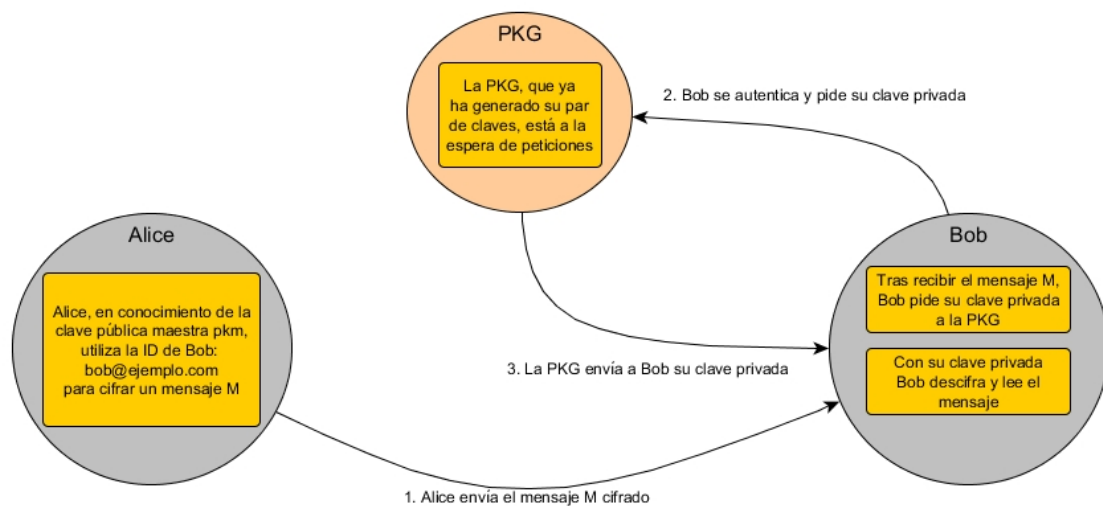 PKG
La PKG, que ya
ha generado su par
de claves, está a la
espera de peticiones
2. Bob se autentica y pide su clave privada
Alice
Alice, en conocimiento de la
clave pública maestra pkm,
utiliza la ID de Bob:
bob@ejemplo.com
para cifrar un mensaje M
Bob
Tras recibir el mensaje M,
Bob pide su clave privada
a la PKG
Con su clave privada
Bob descifra y lee el
mensaje
3. La PKG envía a Bob su clave privada
1. Alice envía el mensaje M cifrado